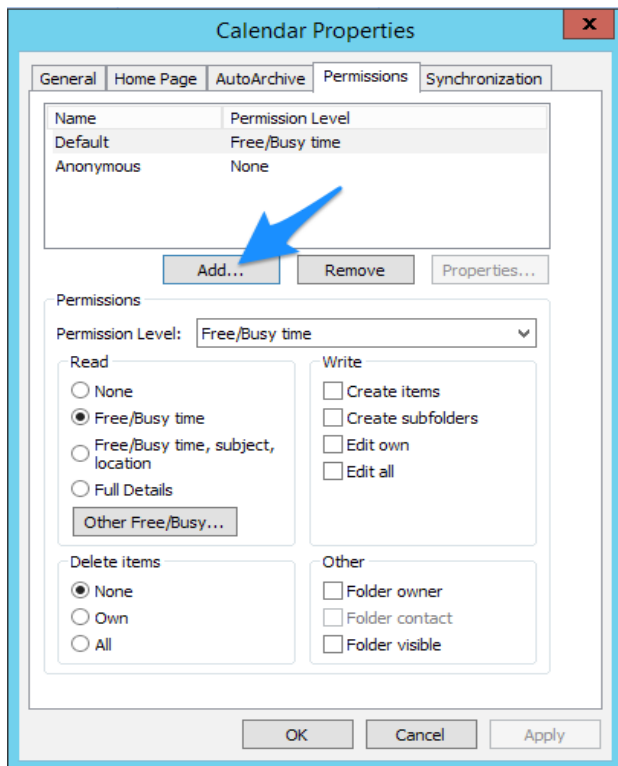 Calendar Properties
x
General Home Page AutoArchive Permissions Synchronization
Name Permission Level
Default Free/Busy time
Anonymous None
Add... Remove Properties...
Permissions
Permission Level: Free/Busy time
Read
None
Free/Busy time
Free/Busy time, subject,
location
Full Details
Other Free/Busy...
Write
Create items
Create subfolders
Edit own
Edit all
Delete items
None
Own
All
Other
Folder owner
Folder contact
Folder visible
OK Cancel Apply